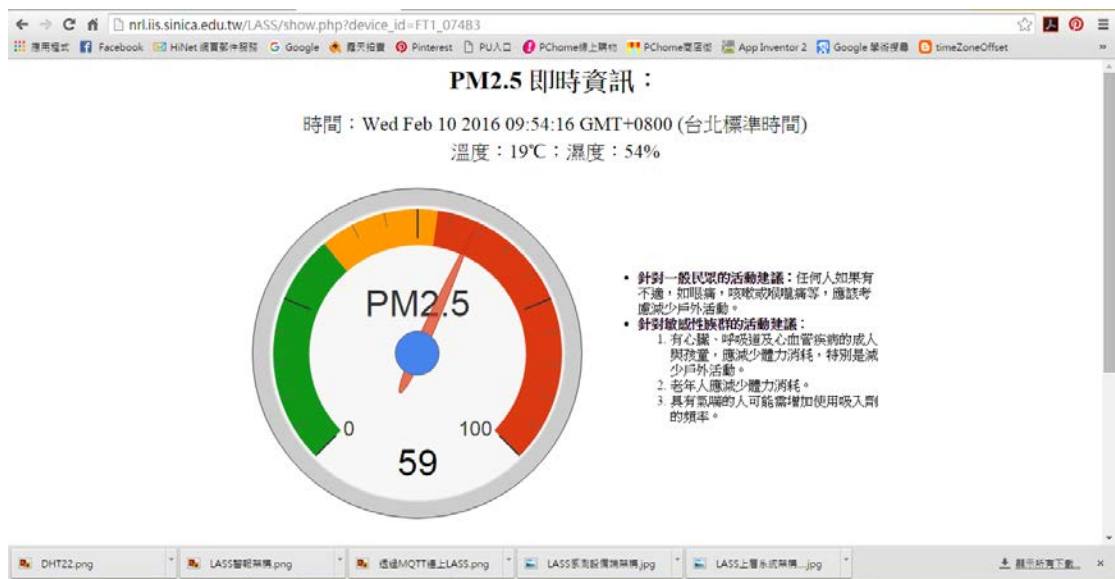 nrl.iis.sinica.edu.tw/LASS/show.php?device_id=FT1_074B3
應用程式 Facebook HiNet 網頁郵件服務 Google 露天拍賣 Pinterest PU入口 PChome線上購物 PChome商店街 App Inventor 2 Google 學術搜尋 timeZoneOffset »
PM2.5 即時資訊：
時間：Wed Feb 10 2016 09:54:16 GMT+0800 (台北標準時間)
溫度：19℃；濕度：54%
PM2.5
0
100
59
• 針對一般民眾的活動建議：任何人如果有
不適，如眼痛，咳嗽或喉嚨痛等，應該考
慮減少戶外活動。
• 針對敏感性族群的活動建議：
1. 有心臟、呼吸道及心血管疾病的成人
與孩童，應減少體力消耗，特別是減
少戶外活動。
2. 老年人應減少體力消耗。
3. 具有氣喘的人可能需增加使用吸入劑
的頻率。
DHT22.png
LASS智能架構.png
透過MQTT連上LASS.png
LASS感測設備端架構.jpg
LASS上層系統架構....jpg
顯示所有下載...